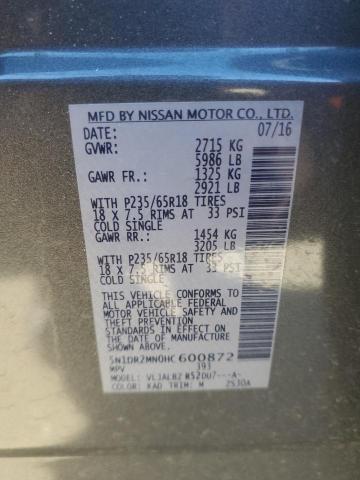 MFD BY NISSAN MOTOR CO., LTD.
DATE: 07/16
GVWR: 2715 KG
5986 LB
GAWR FR: 1325 KG
2921 LB
WITH P235/65R18 TIRES
18 X 7.5 RIMS AT 33 PSI
COLD SINGLE
GAWR RR: 1454 KG
3205 LB
WITH P235/65R18 TIRES
18 X 7.5 RIMS AT 33 PSI
COLD SINGLE
THIS VEHICLE CONFORMS TO
ALL APPLICABLE FEDERAL
MOTOR VEHICLE SAFETY AND
THEFT PREVENTION
STANDARDS IN EFFECT ON THE
DATE OF MANUFACTURE
SHOWN ABOVE
5N1DR2MN0HC600872
MPV 393
MODEL:
COLOR: KAD TRIM: M